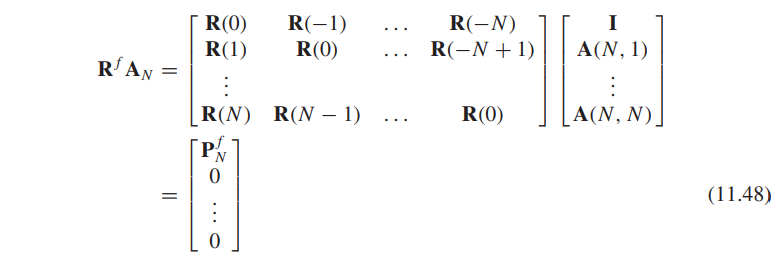 R^f A_N = [ R(0) R(−1) … R(−N) ] [ I ]
[ R(1) R(0) … R(−N + 1) ] [ A(N, 1) ]
[ ⋮ ] [ ⋮ ]
[ R(N) R(N − 1) … R(0) ] [ A(N, N) ]
= [ P_N^f ]
[ 0 ]
[ ⋮ ] (11.48)
[ 0 ]